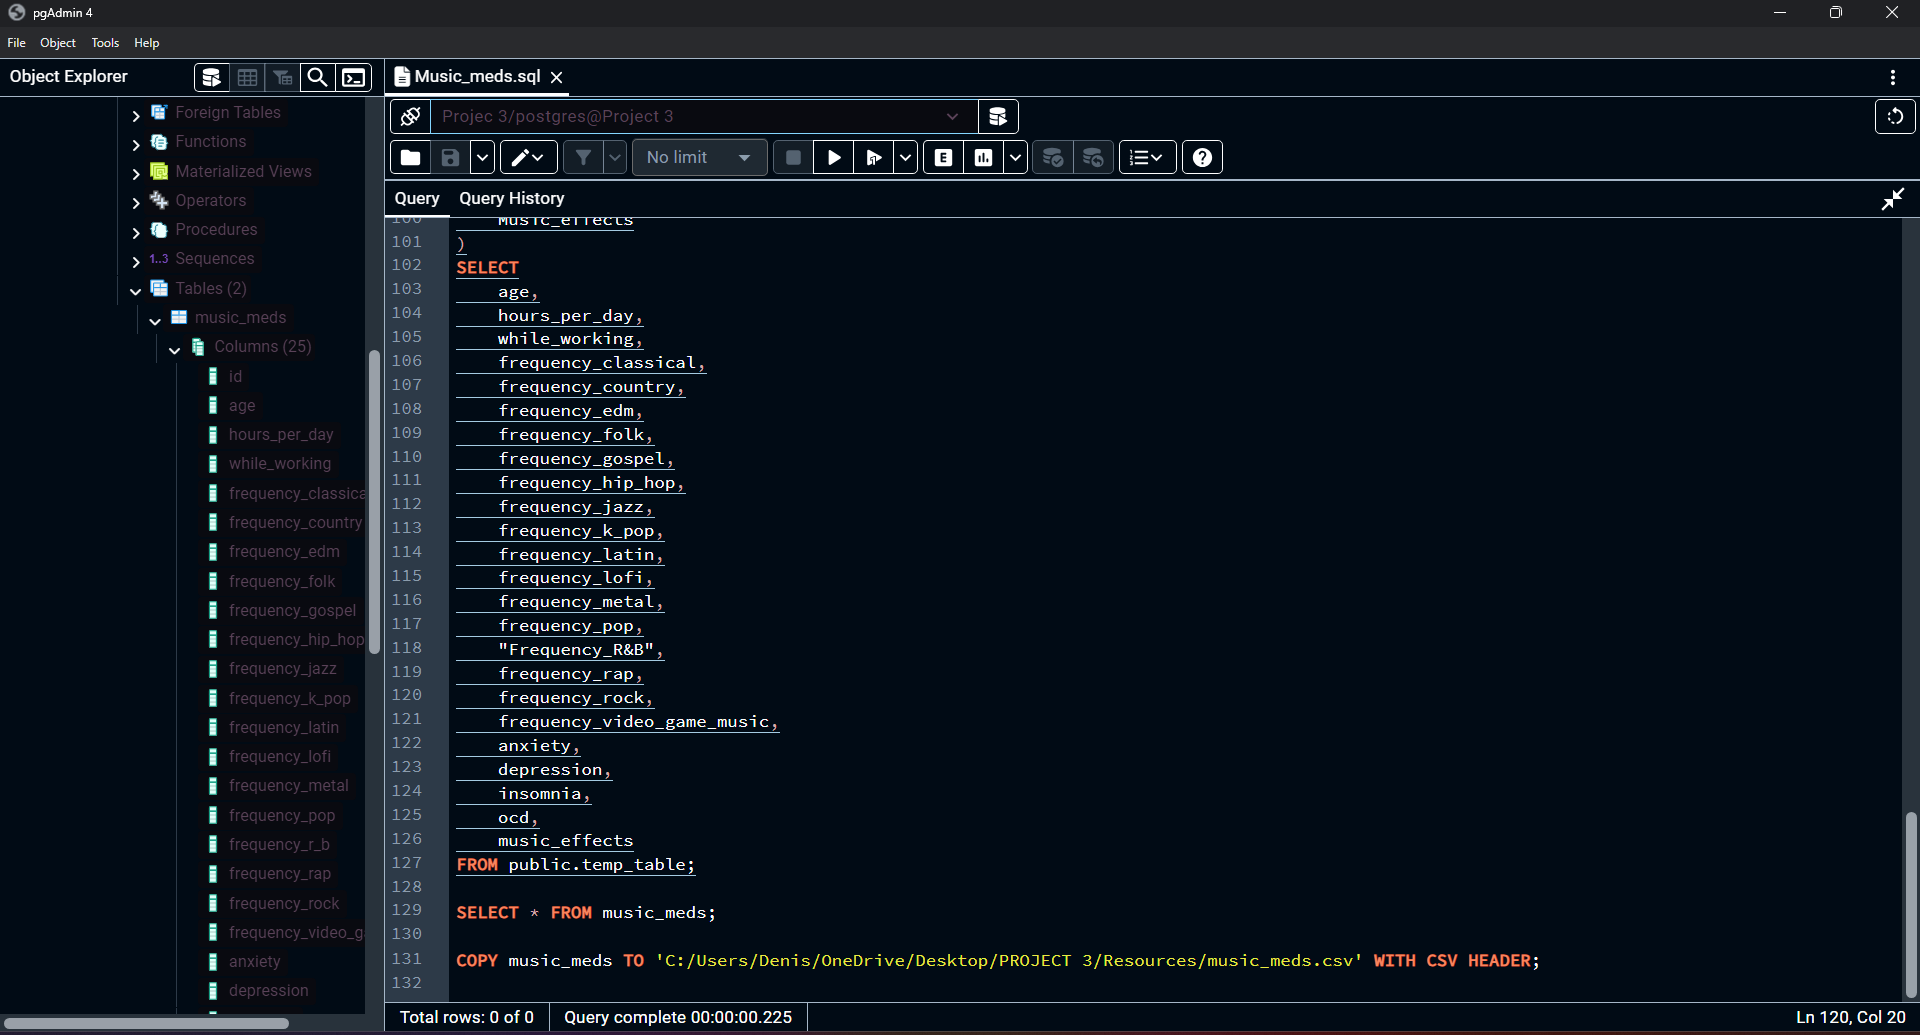 pgAdmin 4
File Object Tools Help
Object Explorer
Music_meds.sql
Foreign Tables
Functions
Materialized Views
Operators
Procedures
1..3 Sequences
Tables (2)
music_meds
Columns (25)
id
age
hours_per_day
while_working
frequency_classica
frequency_country
frequency_edm
frequency_folk
frequency_gospel
frequency_hip_hop
frequency_jazz
frequency_k_pop
frequency_latin
frequency_lofi
frequency_metal
frequency_pop
frequency_r_b
frequency_rap
frequency_rock
frequency_video_g
anxiety
depression
Projec 3/postgres@Project 3
No limit
E
Query Query History
100 Music_effects
101 )
102 SELECT
103 age,
104 hours_per_day,
105 while_working,
106 frequency_classical,
107 frequency_country,
108 frequency_edm,
109 frequency_folk,
110 frequency_gospel,
111 frequency_hip_hop,
112 frequency_jazz,
113 frequency_k_pop,
114 frequency_latin,
115 frequency_lofi,
116 frequency_metal,
117 frequency_pop,
118 "Frequency_R&B",
119 frequency_rap,
120 frequency_rock,
121 frequency_video_game_music,
122 anxiety,
123 depression,
124 insomnia,
125 ocd,
126 music_effects
127 FROM public.temp_table;
128
129 SELECT * FROM music_meds;
130
131 COPY music_meds TO 'C:/Users/Denis/OneDrive/Desktop/PROJECT 3/Resources/music_meds.csv' WITH CSV HEADER;
132
Total rows: 0 of 0 Query complete 00:00:00.225 Ln 120, Col 20